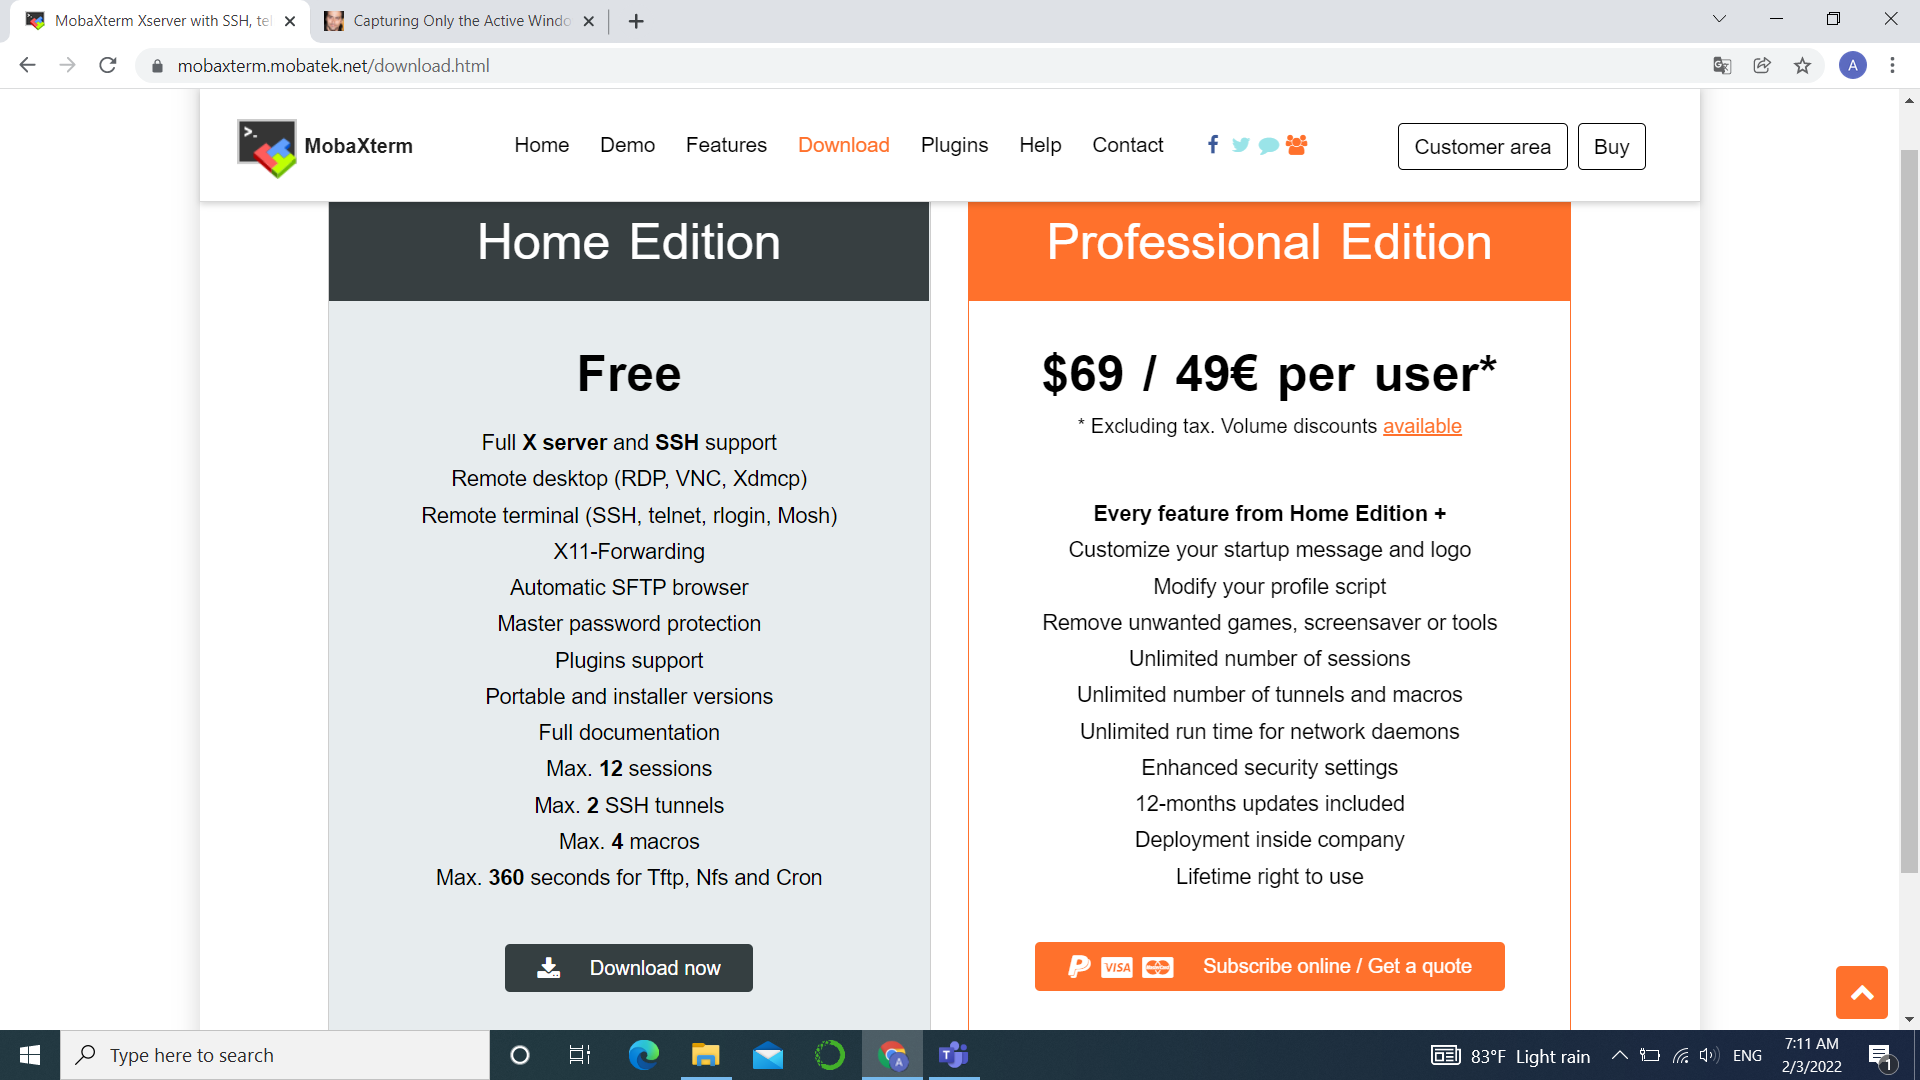 MobaXterm Xserver with SSH, tel
Capturing Only the Active Windo
mobaxterm.mobatek.net/download.html
A
>-.
MobaXterm
Home
Demo
Features
Download
Plugins
Help
Contact
Customer area
Buy
Home Edition
Free
Full X server and SSH support
Remote desktop (RDP, VNC, Xdmcp)
Remote terminal (SSH, telnet, rlogin, Mosh)
X11-Forwarding
Automatic SFTP browser
Master password protection
Plugins support
Portable and installer versions
Full documentation
Max. 12 sessions
Max. 2 SSH tunnels
Max. 4 macros
Max. 360 seconds for Tftp, Nfs and Cron
Download now
Professional Edition
$69 / 49€ per user*
* Excluding tax. Volume discounts available
Every feature from Home Edition +
Customize your startup message and logo
Modify your profile script
Remove unwanted games, screensaver or tools
Unlimited number of sessions
Unlimited number of tunnels and macros
Unlimited run time for network daemons
Enhanced security settings
12-months updates included
Deployment inside company
Lifetime right to use
VISA
MasterCard
Subscribe online / Get a quote
Type here to search
A
T
83°F Light rain
ENG
7:11 AM
2/3/2022
1